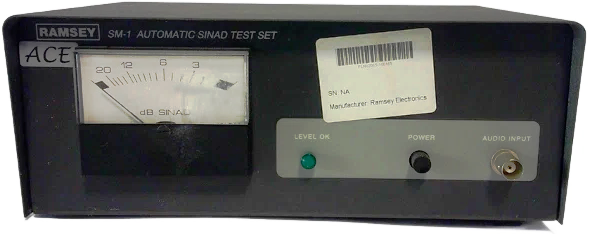 RAMSEY SM-1 AUTOMATIC SINAD TEST SET
ACE
20 12 6 3
dB SINAD
SN: NA
Manufacturer: Ramsey Electronics
LEVEL OK
POWER
AUDIO INPUT